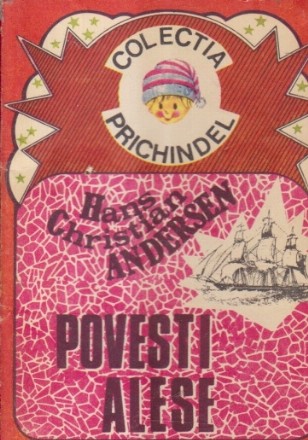 COLECTIA
PRICHINDEL
Hans
Christian
ANDERSEN
POVESTI
ALESE